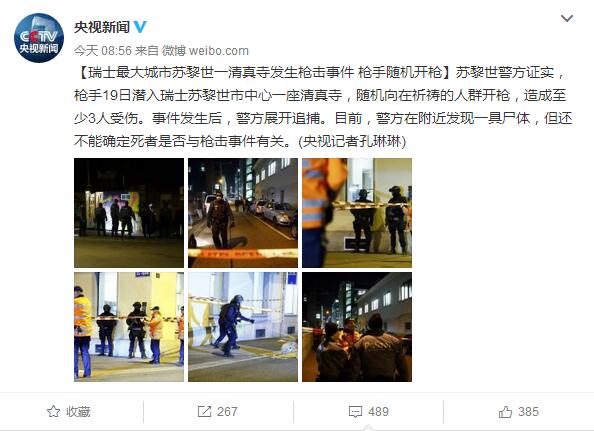 CCTV
央视新闻
央视新闻
今天 08:56 来自 微博 weibo.com
【瑞士最大城市苏黎世一清真寺发生枪击事件 枪手随机开枪】苏黎世警方证实，
枪手19日潜入瑞士苏黎世市中心一座清真寺，随机向在祈祷的人群开枪，造成至
少3人受伤。事件发生后，警方展开追捕。目前，警方在附近发现一具尸体，但还
不能确定死者是否与枪击事件有关。(央视记者孔琳琳)
收藏
267
489
385